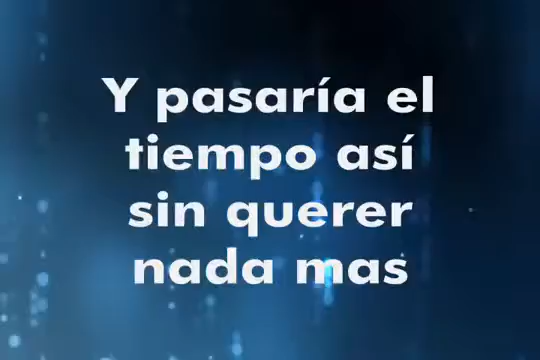 Y pasaría el
tiempo así
sin querer
nada mas